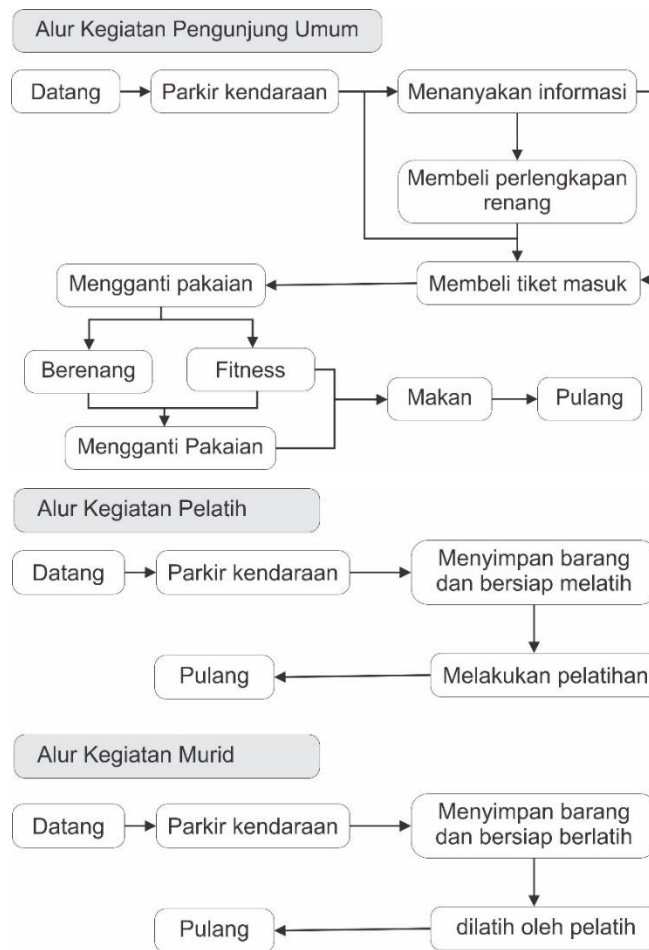 Alur Kegiatan Pengunjung Umum
Datang
Parkir kendaraan
Menanyakan informasi
Membeli perlengkapan
renang
Mengganti pakaian
Membeli tiket masuk
Berenang
Fitness
Makan
Pulang
Mengganti Pakaian
Alur Kegiatan Pelatih
Datang
Parkir kendaraan
Menyimpan barang
dan bersiap melatih
Pulang
Melakukan pelatihan
Alur Kegiatan Murid
Datang
Parkir kendaraan
Menyimpan barang
dan bersiap berlatih
Pulang
dilatih oleh pelatih